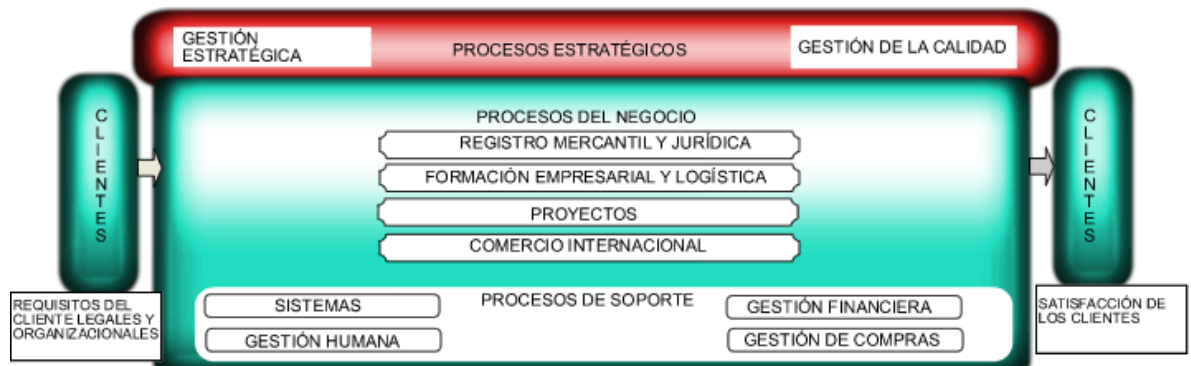 GESTIÓN
ESTRATÉGICA
PROCESOS ESTRATÉGICOS
GESTIÓN DE LA CALIDAD
CLIENTES
PROCESOS DEL NEGOCIO
REGISTRO MERCANTIL Y JURÍDICA
FORMACIÓN EMPRESARIAL Y LOGÍSTICA
PROYECTOS
COMERCIO INTERNACIONAL
CLIENTES
REQUISITOS DEL
CLIENTE LEGALES Y
ORGANIZACIONALES
SISTEMAS
PROCESOS DE SOPORTE
GESTIÓN FINANCIERA
GESTIÓN HUMANA
GESTIÓN DE COMPRAS
SATISFACCIÓN DE
LOS CLIENTES